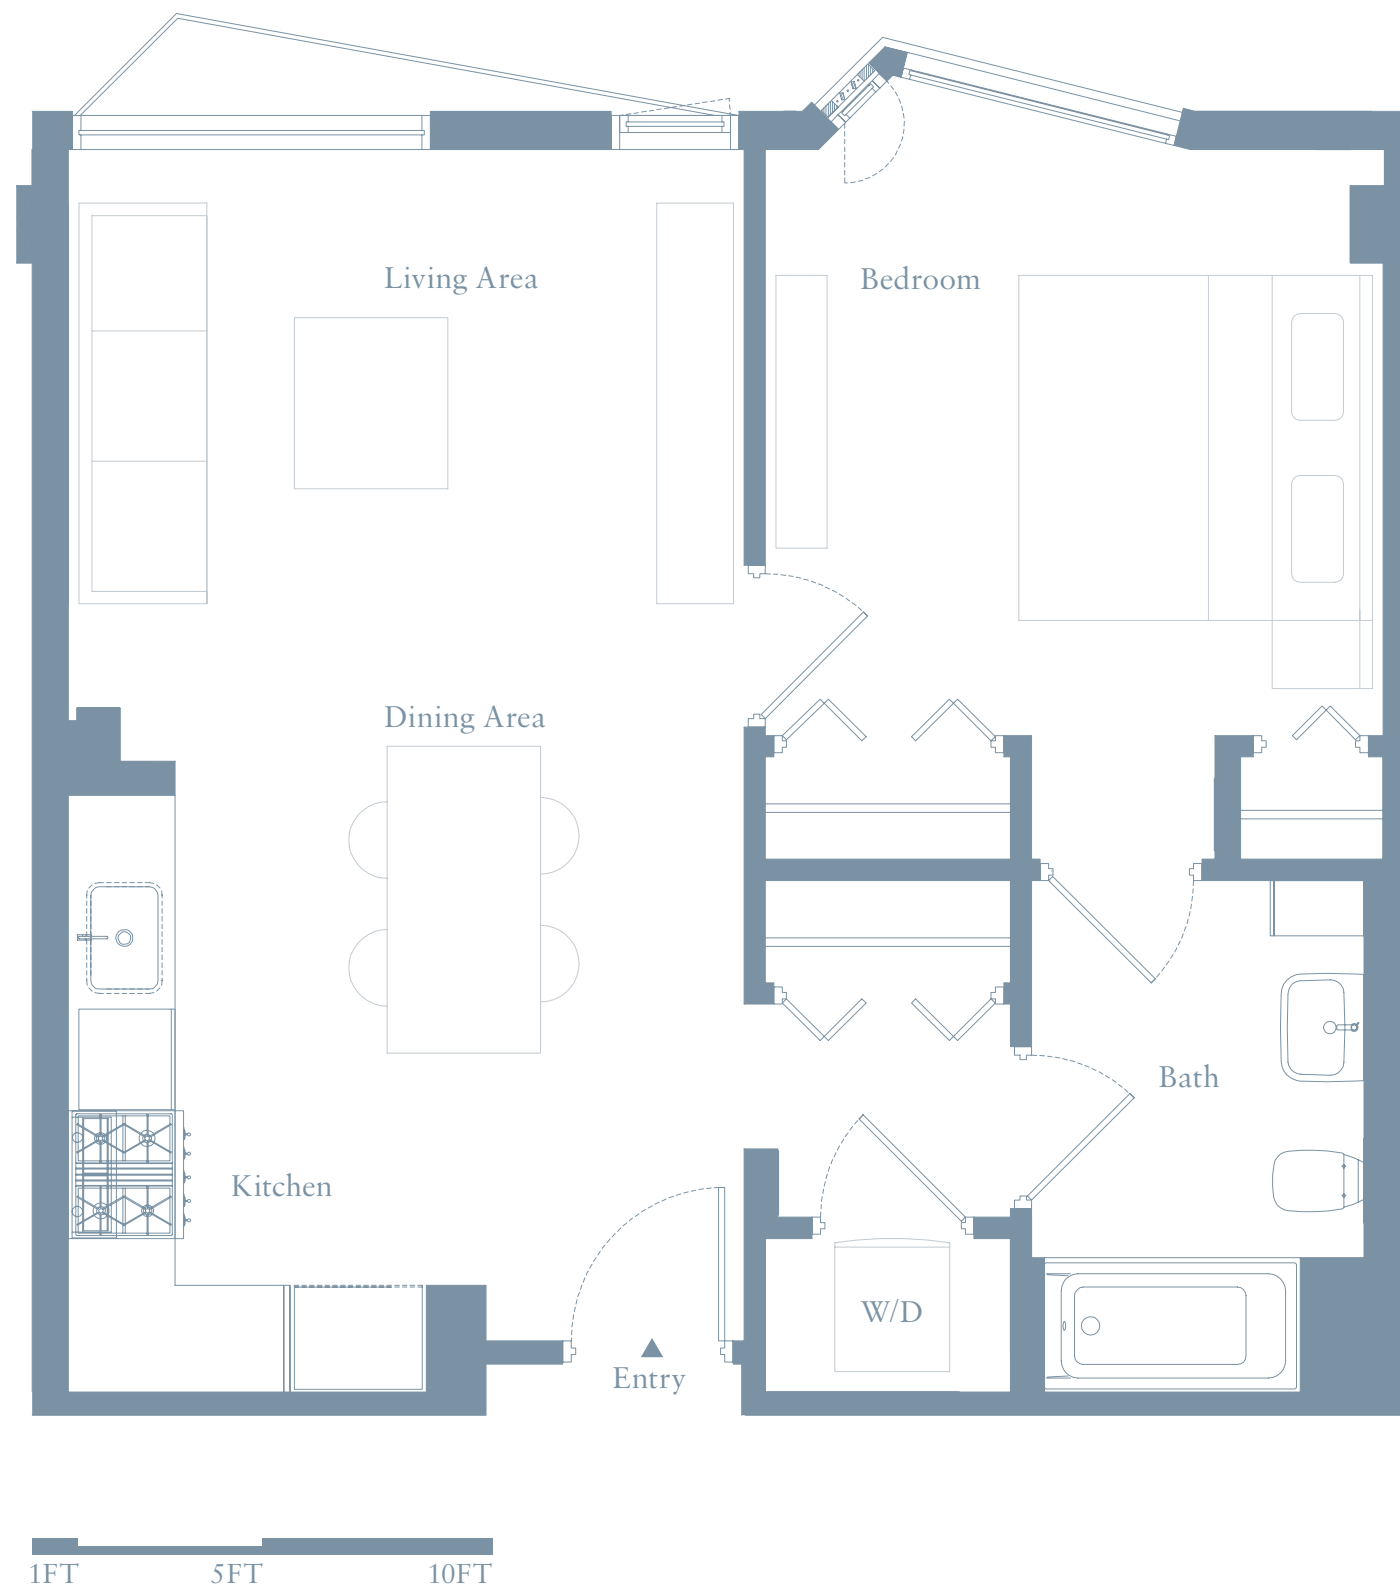 Living Area
Bedroom
Dining Area
Bath
Kitchen
W/D
Entry
1FT 5FT 10FT